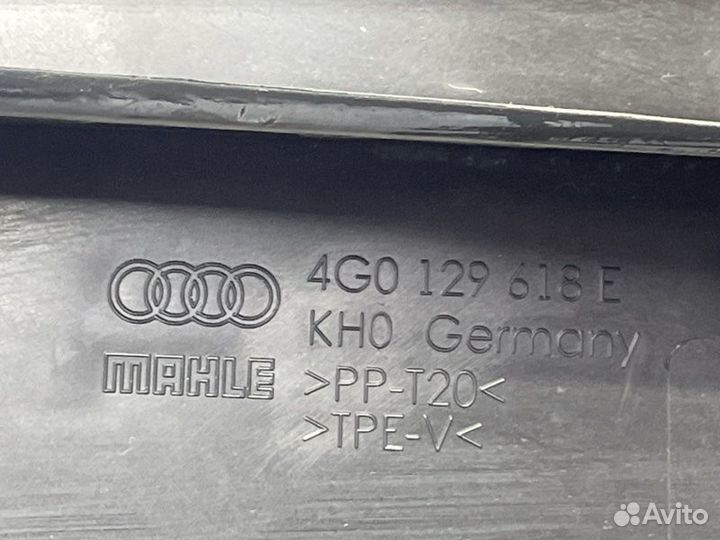 4G0 129 618 E
KH0 Germany
MAHLE >PP-T20<
>TPE-V<
Avito